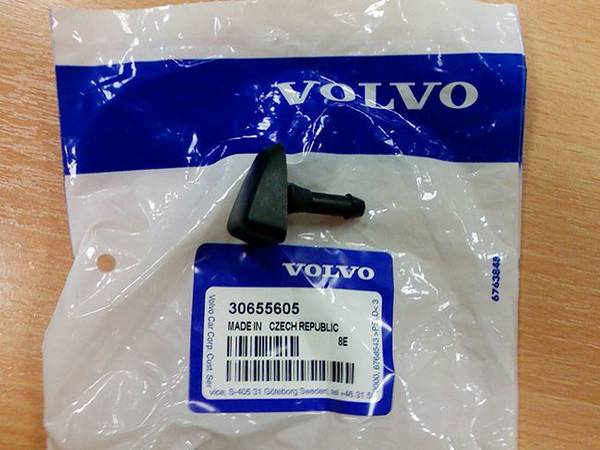 VOLVO
VOLVO
30655605
MADE IN CZECH REPUBLIC
8E
Volvo Car Corp. Cust. Ser
vice, S-405 31 Göteborg Sweden, tel +46 31 5